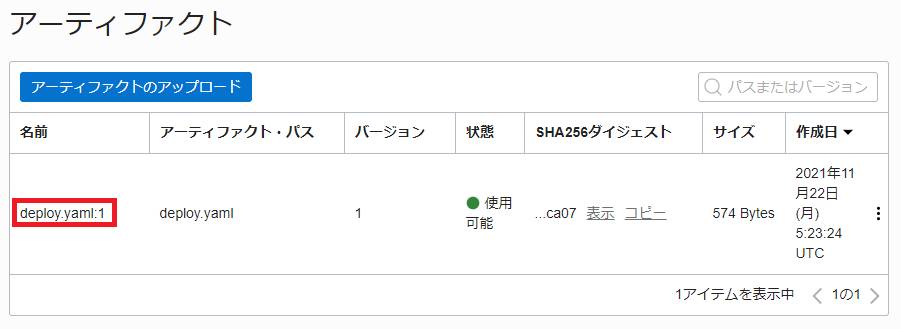 アーティファクト
アーティファクトのアップロード
パスまたはバージョン
名前 アーティファクト・パス バージョン 状態 SHA256ダイジェスト サイズ 作成日
deploy.yaml:1 deploy.yaml 1 使用可能 ...ca07 表示 コピー 574 Bytes 2021年11月22日(月) 5:23:24 UTC
1アイテムを表示中 1の1